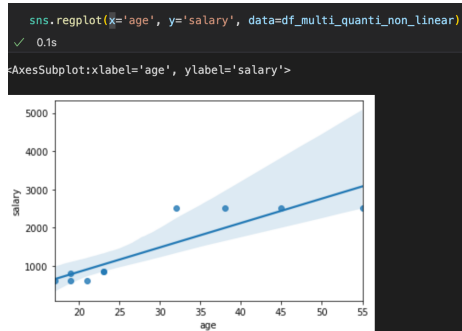 sns.regplot(x='age', y='salary', data=df_multi_quanti_non_linear)
✓ 0.1s
<AxesSubplot:xlabel='age', ylabel='salary'>
5000
4000
3000
2000
1000
salary
20 25 30 35 40 45 50 55
age